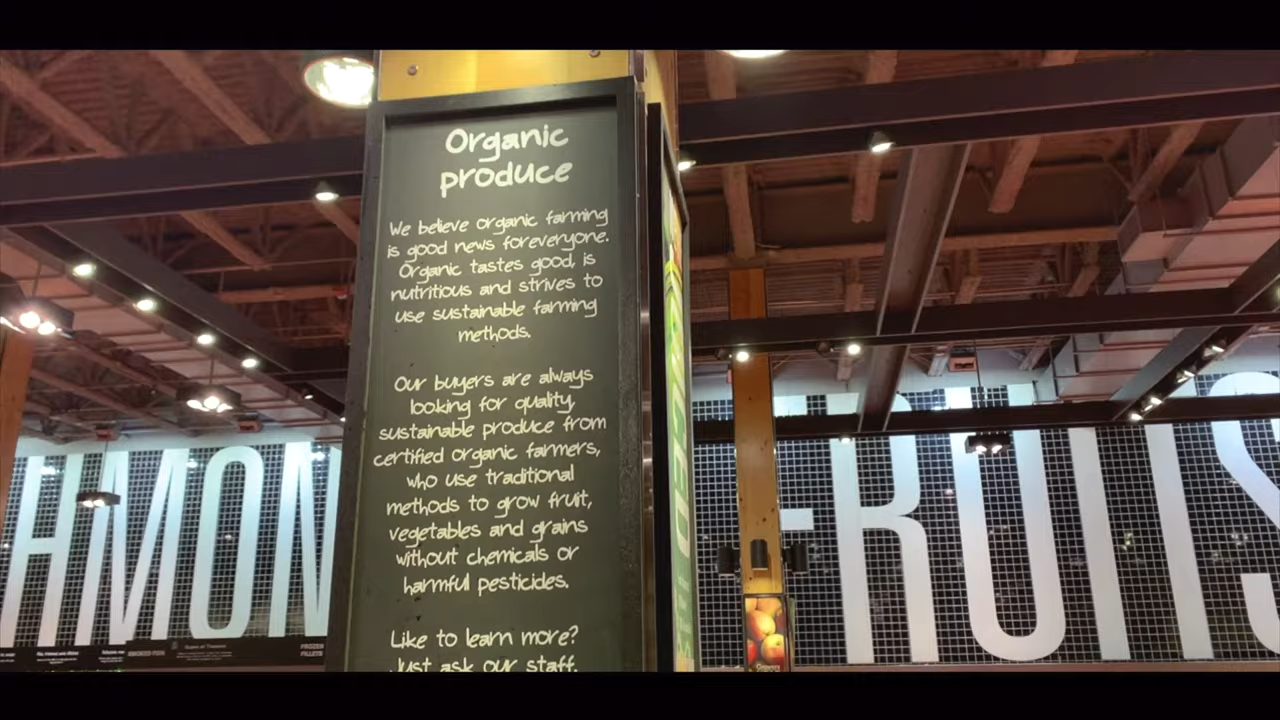 Organic
produce
We believe organic farming
is good news foreveryone.
Organic tastes good, is
nutritious and strives to
use sustainable farming
methods.
Our buyers are always
looking for quality,
sustainable produce from
certified organic farmers,
who use traditional
methods to grow fruit,
vegetables and grains
without chemicals or
harmful pesticides.
Like to learn more?
Just ask our staff.
HMON
FRUITS
FROZEN
FILLETS